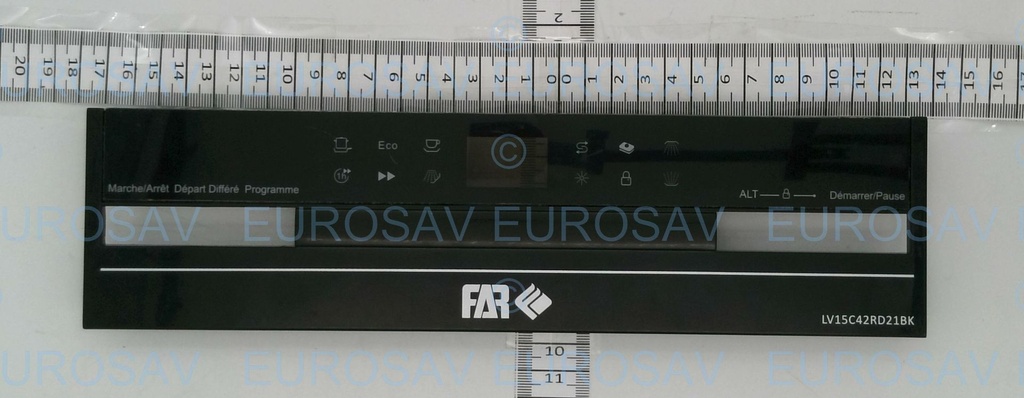 2
20 19 18 17 16 15 14 13 12 11 10 9 8 7 6 5 4 3 2 1 0 0 1 2 3 4 5 6 7 8 9 10 11 12 13 14 15 16
Eco
©
Marche/Arrêt Départ Différé Programme
ALT
Démarrer/Pause
EUROSAV EUROSAV EUROSAV
FAR
LV15C42RD21BK
10
11
UROSAV EUROSAV EUROSAV EUROSAV